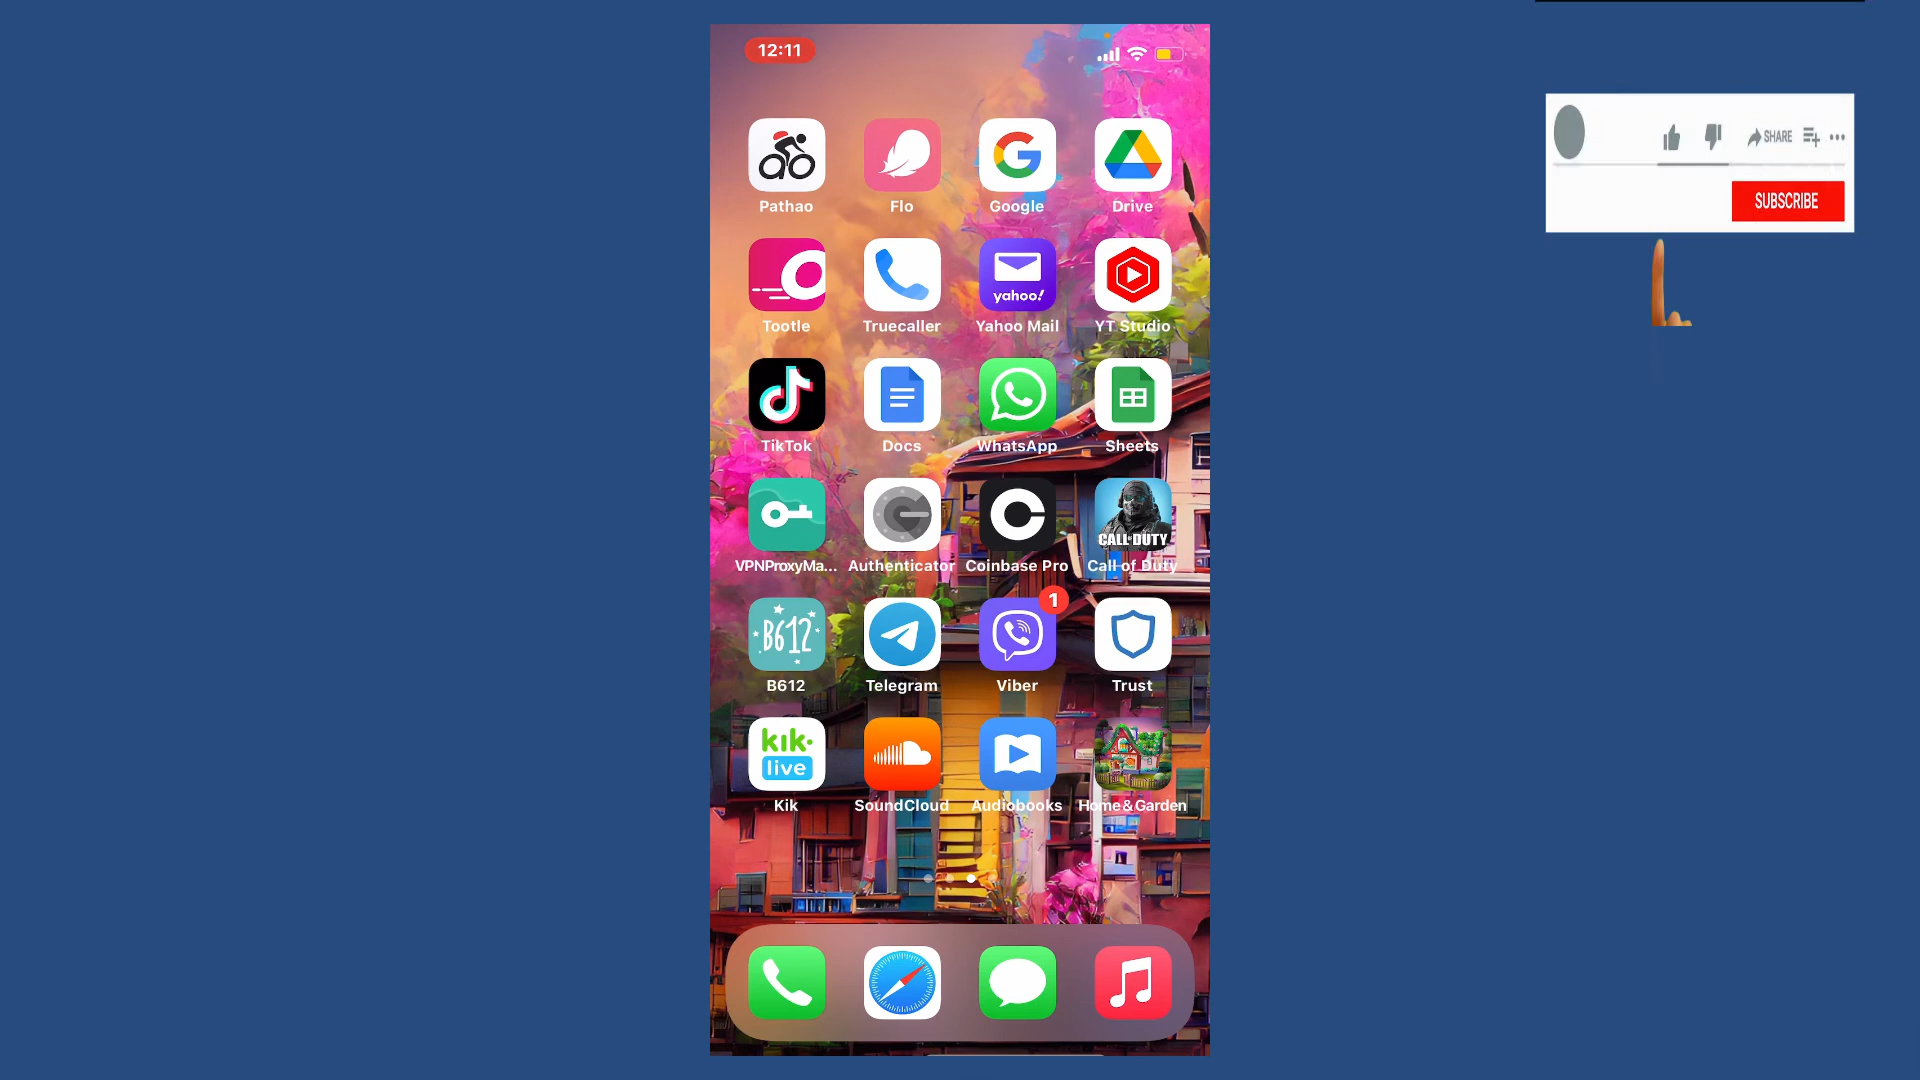 12:11
SHARE
SUBSCRIBE
Pathao Flo Google Drive
yahoo!
Tootle Truecaller Yahoo Mail YT Studio
TikTok Docs WhatsApp Sheets
CALL DUTY
VPNProxyMa... Authenticator Coinbase Pro Call of Duty
1
B612
B612 Telegram Viber Trust
kik.
live
Kik SoundCloud Audiobooks Home & Garden